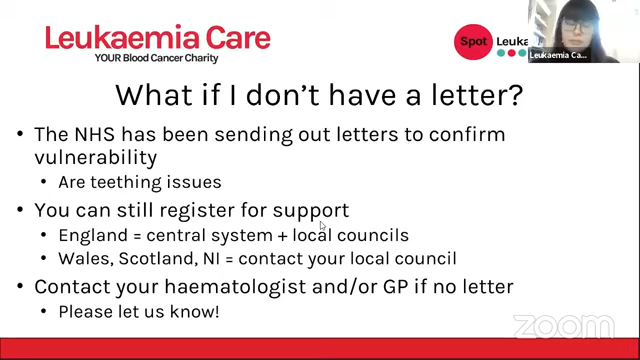 Leukaemia Care
YOUR Blood Cancer Charity
Spot
Leuka
Leukaemia Ca...
What if I don't have a letter?
• The NHS has been sending out letters to confirm
vulnerability
• Are teething issues
• You can still register for support
• England = central system + local councils
• Wales, Scotland, NI = contact your local council
• Contact your haematologist and/or GP if no letter
• Please let us know!
zoom